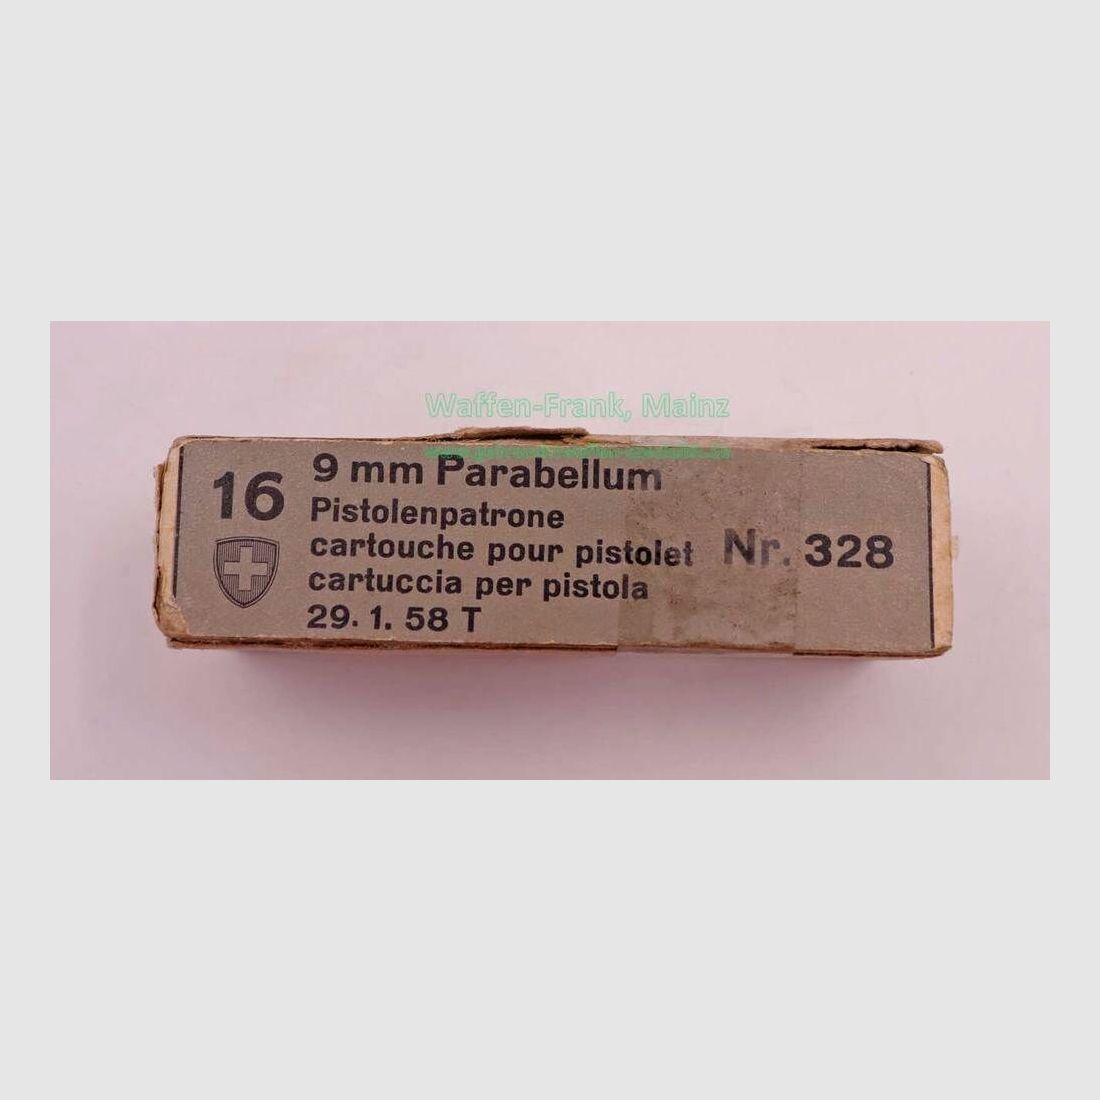 Waffen-Frank, Mainz
16
9 mm Parabellum
Pistolenpatrone
cartouche pour pistolet
cartuccia per pistola
29. 1. 58 T
Nr. 328